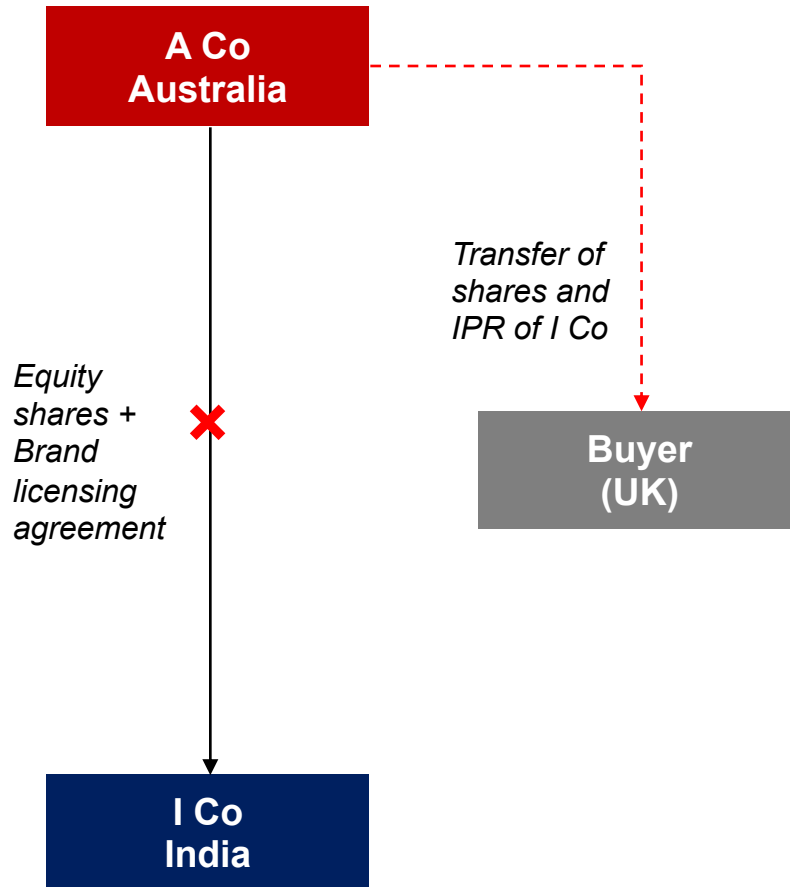 A Co
Australia
Transfer of
shares and
IPR of I Co
Equity
shares +
Brand
licensing
agreement
Buyer
(UK)
I Co
India